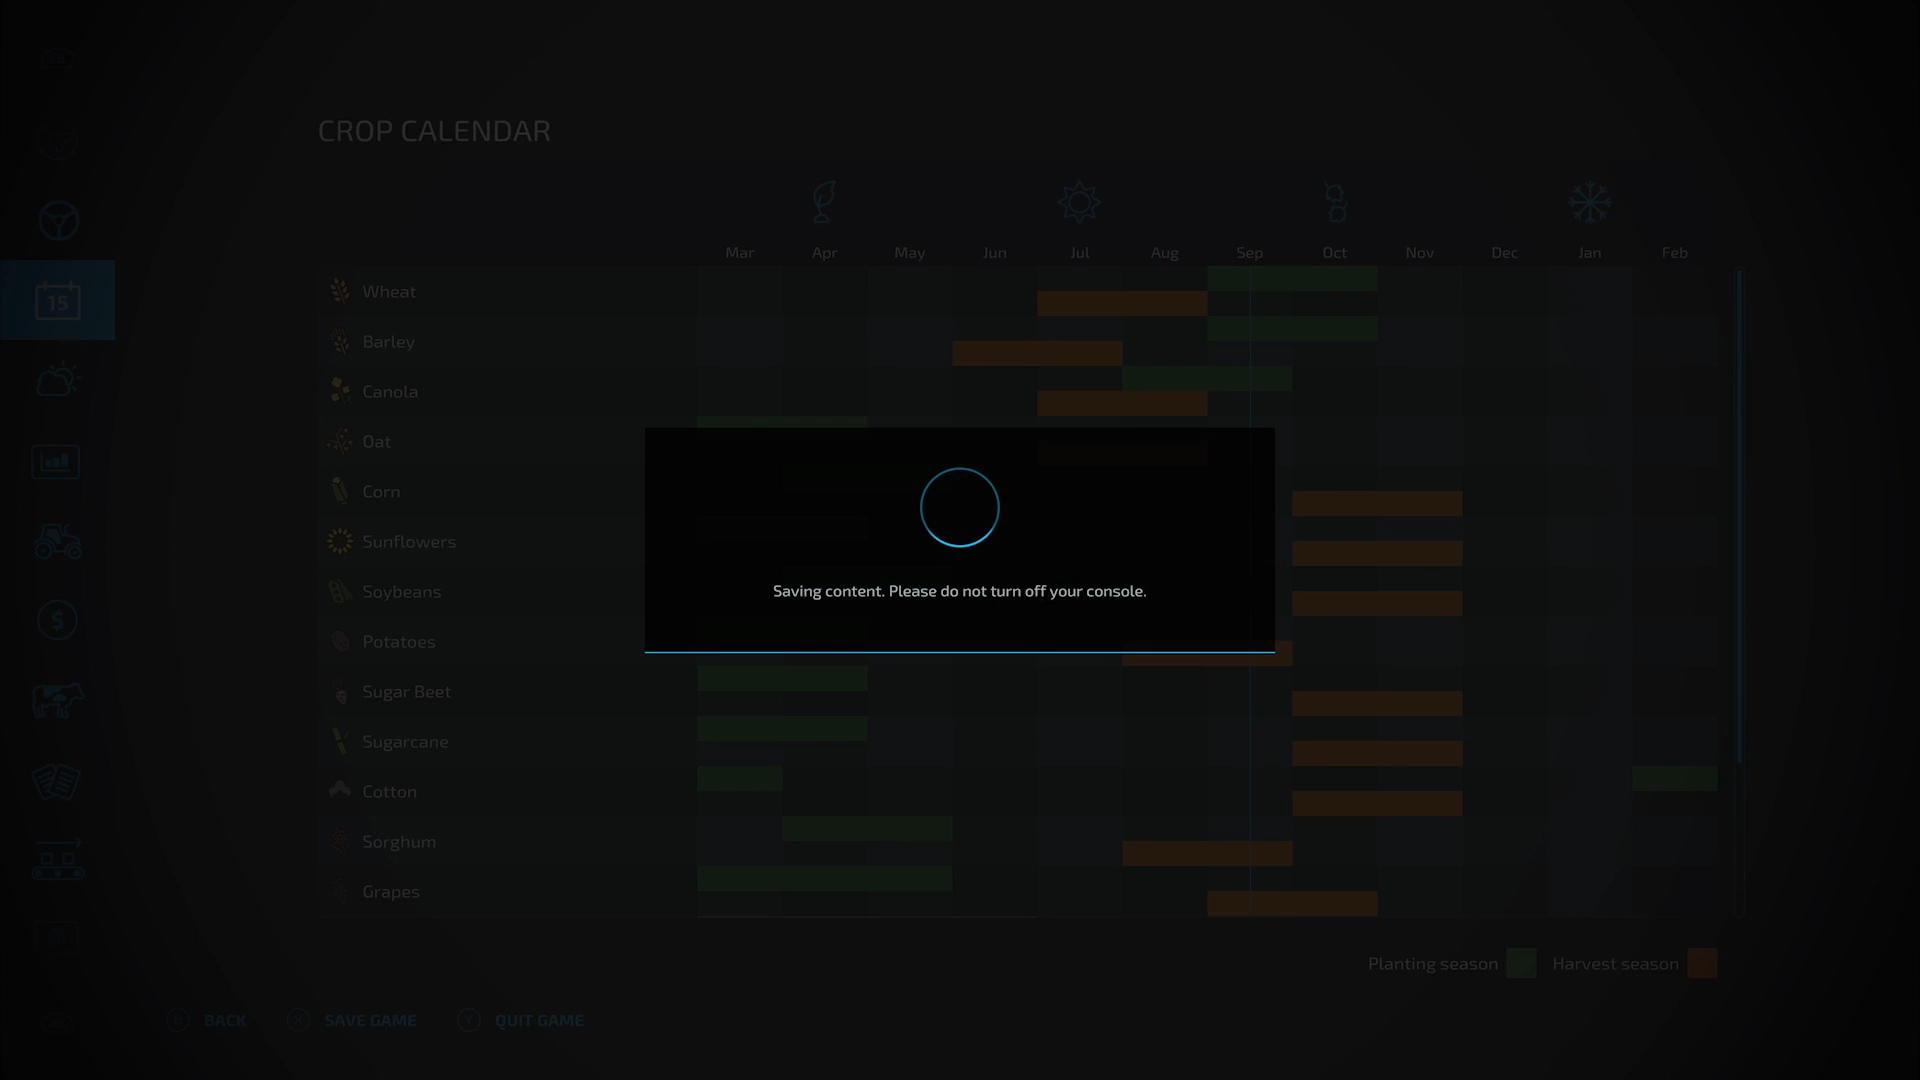 CROP CALENDAR
Mar Apr May Jun Jul Aug Sep Oct Nov Dec Jan Feb
Wheat
15
Barley
Canola
Oat
Corn
Sunflowers
Saving content. Please do not turn off your console.
Soybeans
$
Potatoes
Sugar Beet
Sugarcane
Cotton
Sorghum
Grapes
Planting season Harvest season
B BACK X SAVE GAME Y QUIT GAME